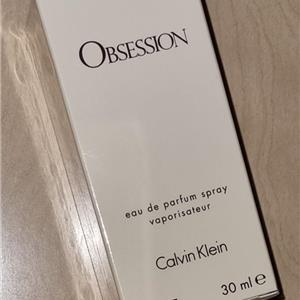 OBSESSION
eau de parfum spray
vaporisateur
Calvin Klein
30 ml ℮